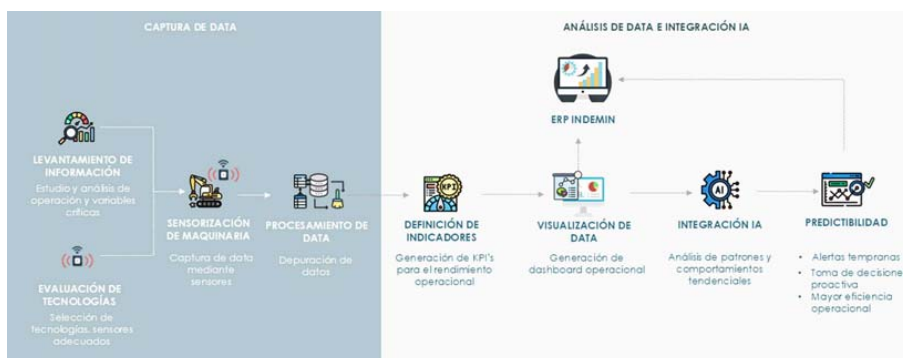 CAPTURA DE DATA
ANÁLISIS DE DATA E INTEGRACIÓN IA
ERP INDEMIN
LEVANTAMIENTO DE
INFORMACIÓN
Estudio y análisis de
operación y variables
críticas
EVALUACIÓN DE
TECNOLOGÍAS
Selección de
tecnologías, sensores
adecuados
SENSORIZACIÓN
DE MAQUINARIA
Captura de data
mediante
sensores
PROCESAMIENTO DE
DATA
Depuración de
datos
KPI
DEFINICIÓN DE
INDICADORES
Generación de KPI's
para el rendimiento
operacional
VISUALIZACIÓN DE
DATA
Generación de
dashboard operacional
AI
INTEGRACIÓN IA
Análisis de patrones y
comportamientos
tendenciales
PREDICTIBILIDAD
• Alertas tempranas
• Toma de decisione
proactiva
• Mayor eficiencia
operacional